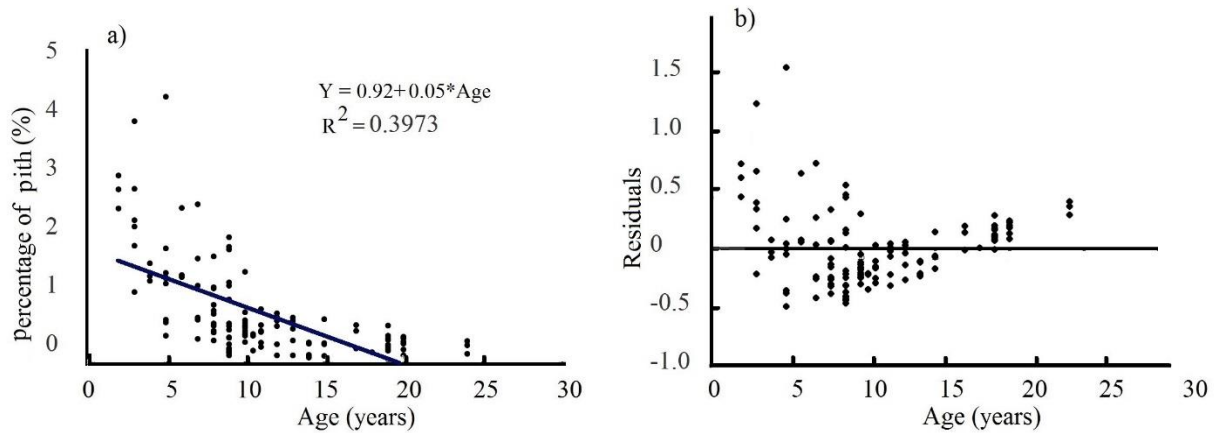 a)
5
4
3
2
1
0
percentage of pith (%)
Y = 0.92+0.05*Age
R2 = 0.3973
0 5 10 15 20 25 30
Age (years)
b)
1.5
1.0
0.5
0
-0.5
-1.0
Residuals
0 5 10 15 20 25 30
Age (years)